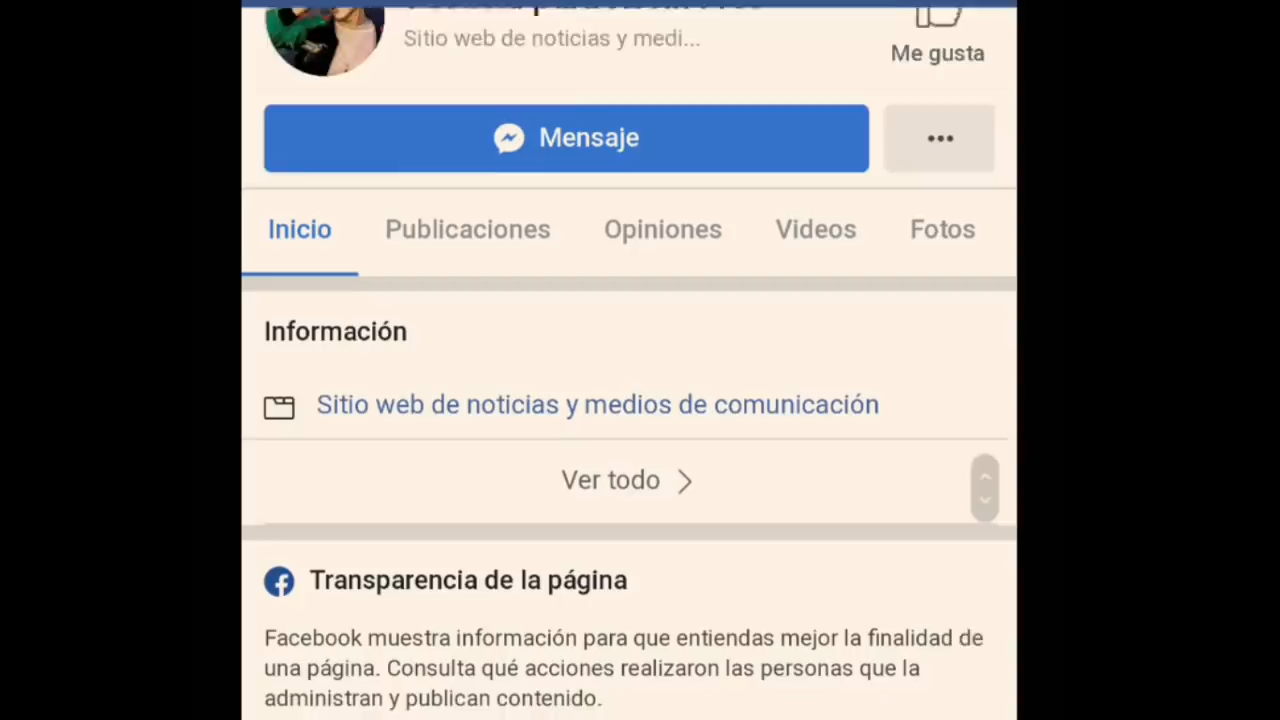 Sitio web de noticias y medi...
Me gusta
Mensaje
Inicio Publicaciones Opiniones Videos Fotos
Información
Sitio web de noticias y medios de comunicación
Ver todo
Transparencia de la página
Facebook muestra información para que entiendas mejor la finalidad de
una página. Consulta qué acciones realizaron las personas que la
administran y publican contenido.